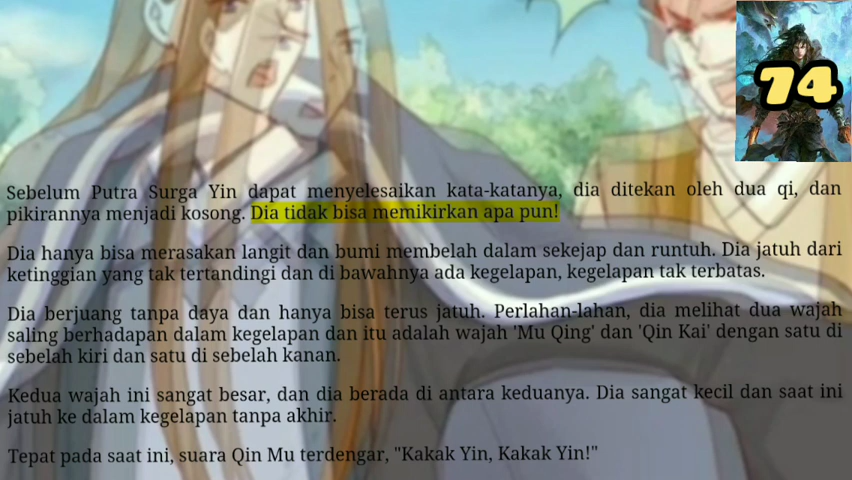 74
Sebelum Putra Surga Yin dapat menyelesaikan kata-katanya, dia ditekan oleh dua qi, dan
pikirannya menjadi kosong. Dia tidak bisa memikirkan apa pun!
Dia hanya bisa merasakan langit dan bumi membelah dalam sekejap dan runtuh. Dia jatuh dari
ketinggian yang tak tertandingi dan di bawahnya ada kegelapan, kegelapan tak terbatas.
Dia berjuang tanpa daya dan hanya bisa terus jatuh. Perlahan-lahan, dia melihat dua wajah
saling berhadapan dalam kegelapan dan itu adalah wajah 'Mu Qing' dan 'Qin Kai' dengan satu di
sebelah kiri dan satu di sebelah kanan.
Kedua wajah ini sangat besar, dan dia berada di antara keduanya. Dia sangat kecil dan saat ini
jatuh ke dalam kegelapan tanpa akhir.
Tepat pada saat ini, suara Qin Mu terdengar, "Kakak Yin, Kakak Yin!"